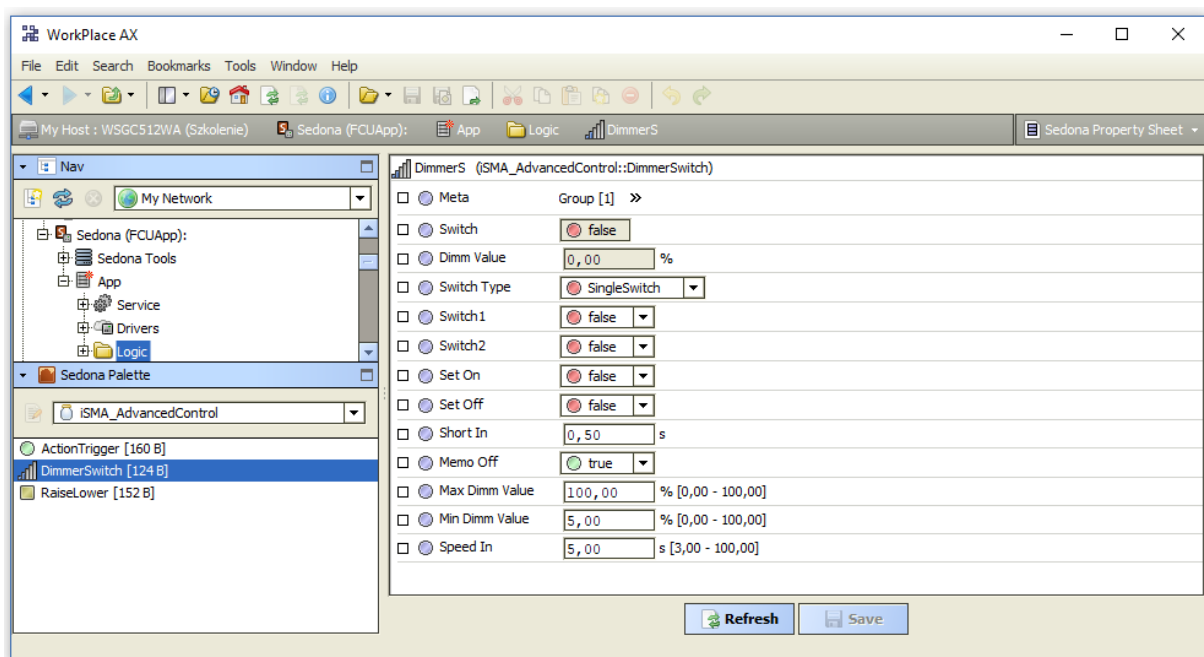 WorkPlace AX
File Edit Search Bookmarks Tools Window Help
My Host : WSGC512WA (Szkolenie) Sedona (FCUApp): App Logic DimmerS Sedona Property Sheet
Nav
My Network
Sedona (FCUApp):
Sedona Tools
App
Service
Drivers
Logic
Sedona Palette
iSMA_AdvancedControl
ActionTrigger [160 B]
DimmerSwitch [124 B]
RaiseLower [152 B]
DimmerS (iSMA_AdvancedControl::DimmerSwitch)
Meta Group [1] »
Switch false
Dimm Value 0,00 %
Switch Type SingleSwitch
Switch1 false
Switch2 false
Set On false
Set Off false
Short In 0,50 s
Memo Off true
Max Dimm Value 100,00 % [0,00 - 100,00]
Min Dimm Value 5,00 % [0,00 - 100,00]
Speed In 5,00 s [3,00 - 100,00]
Refresh Save